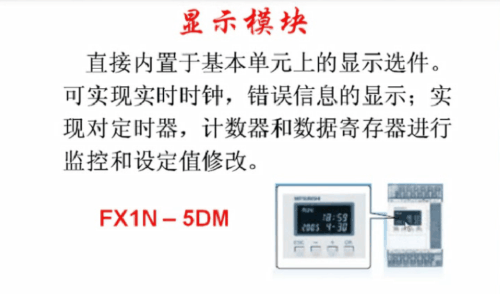 显示模块
直接内置于基本单元上的显示选件。
可实现实时时钟，错误信息的显示；实
现对定时器，计数器和数据寄存器进行
监控和设定值修改。
FX1N – 5DM
MITSUBISHI
MON
18:59
2005 4-30
ESC - + OK